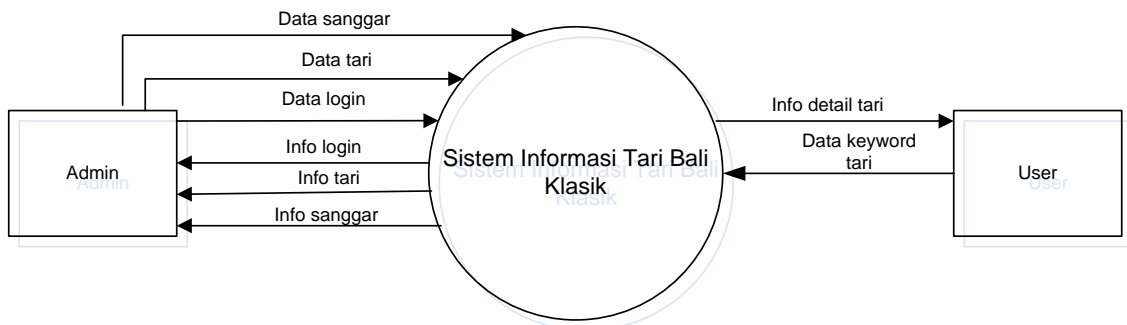 Data sanggar
Data tari
Data login
Info login
Info tari
Info sanggar
Admin
Sistem Informasi Tari Bali
Klasik
Info detail tari
Data keyword
tari
User